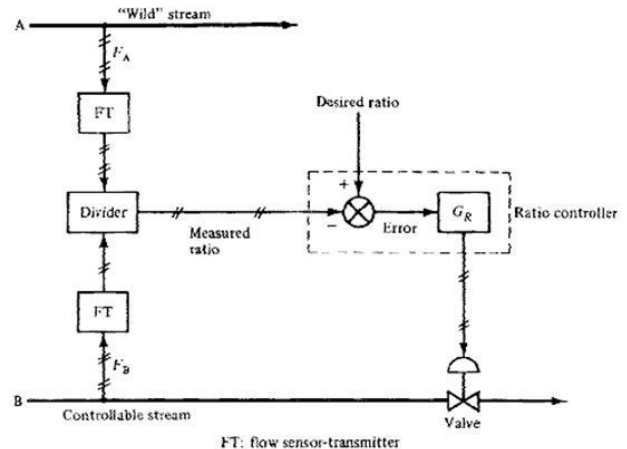 "Wild" stream
A
F_A
FT
Desired ratio
+
Divider
−
G_R
Ratio controller
Measured
ratio
Error
FT
F_B
B
Controllable stream
Valve
FT: flow sensor-transmitter